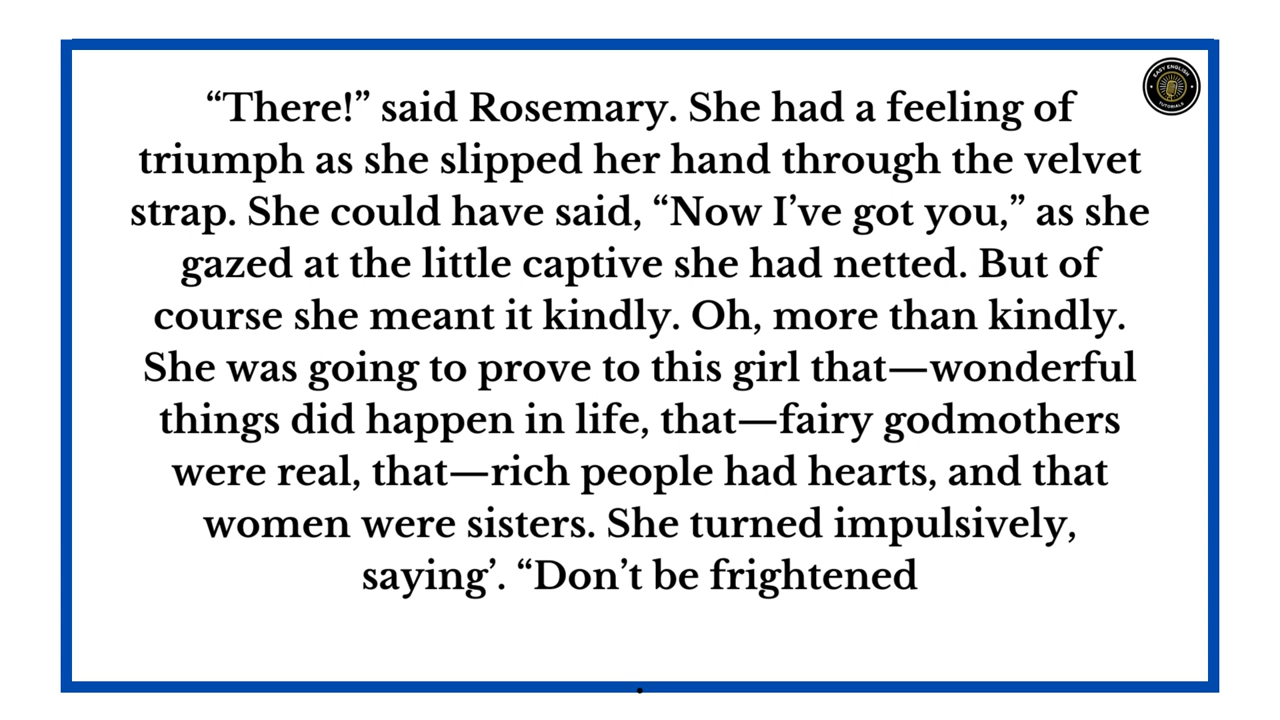 “There!” said Rosemary. She had a feeling of
triumph as she slipped her hand through the velvet
strap. She could have said, “Now I’ve got you,” as she
gazed at the little captive she had netted. But of
course she meant it kindly. Oh, more than kindly.
She was going to prove to this girl that—wonderful
things did happen in life, that—fairy godmothers
were real, that—rich people had hearts, and that
women were sisters. She turned impulsively,
saying’. “Don’t be frightened
EASY ENGLISH
TUTORIALS